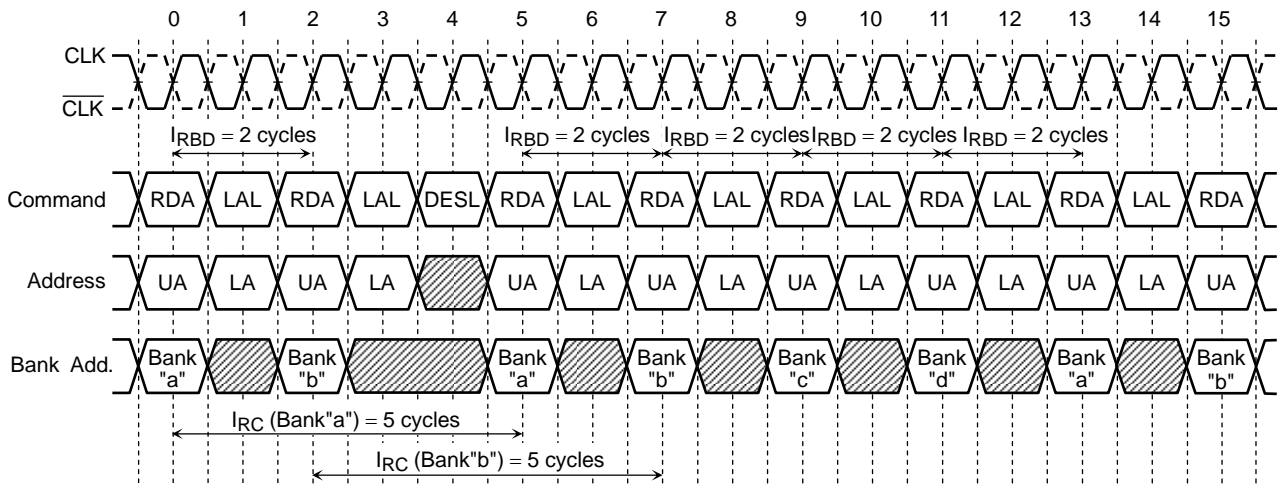 0 1 2 3 4 5 6 7 8 9 10 11 12 13 14 15
CLK
CLK
IRBD = 2 cycles IRBD = 2 cycles IRBD = 2 cycles IRBD = 2 cycles IRBD = 2 cycles
Command RDA LAL RDA LAL DESL RDA LAL RDA LAL RDA LAL RDA LAL RDA LAL RDA
Address UA LA UA LA UA LA UA LA UA LA UA LA UA LA UA
Bank Add. Bank "a" Bank "b" Bank "a" Bank "b" Bank "c" Bank "d" Bank "a" Bank "b"
IRC (Bank"a") = 5 cycles
IRC (Bank"b") = 5 cycles